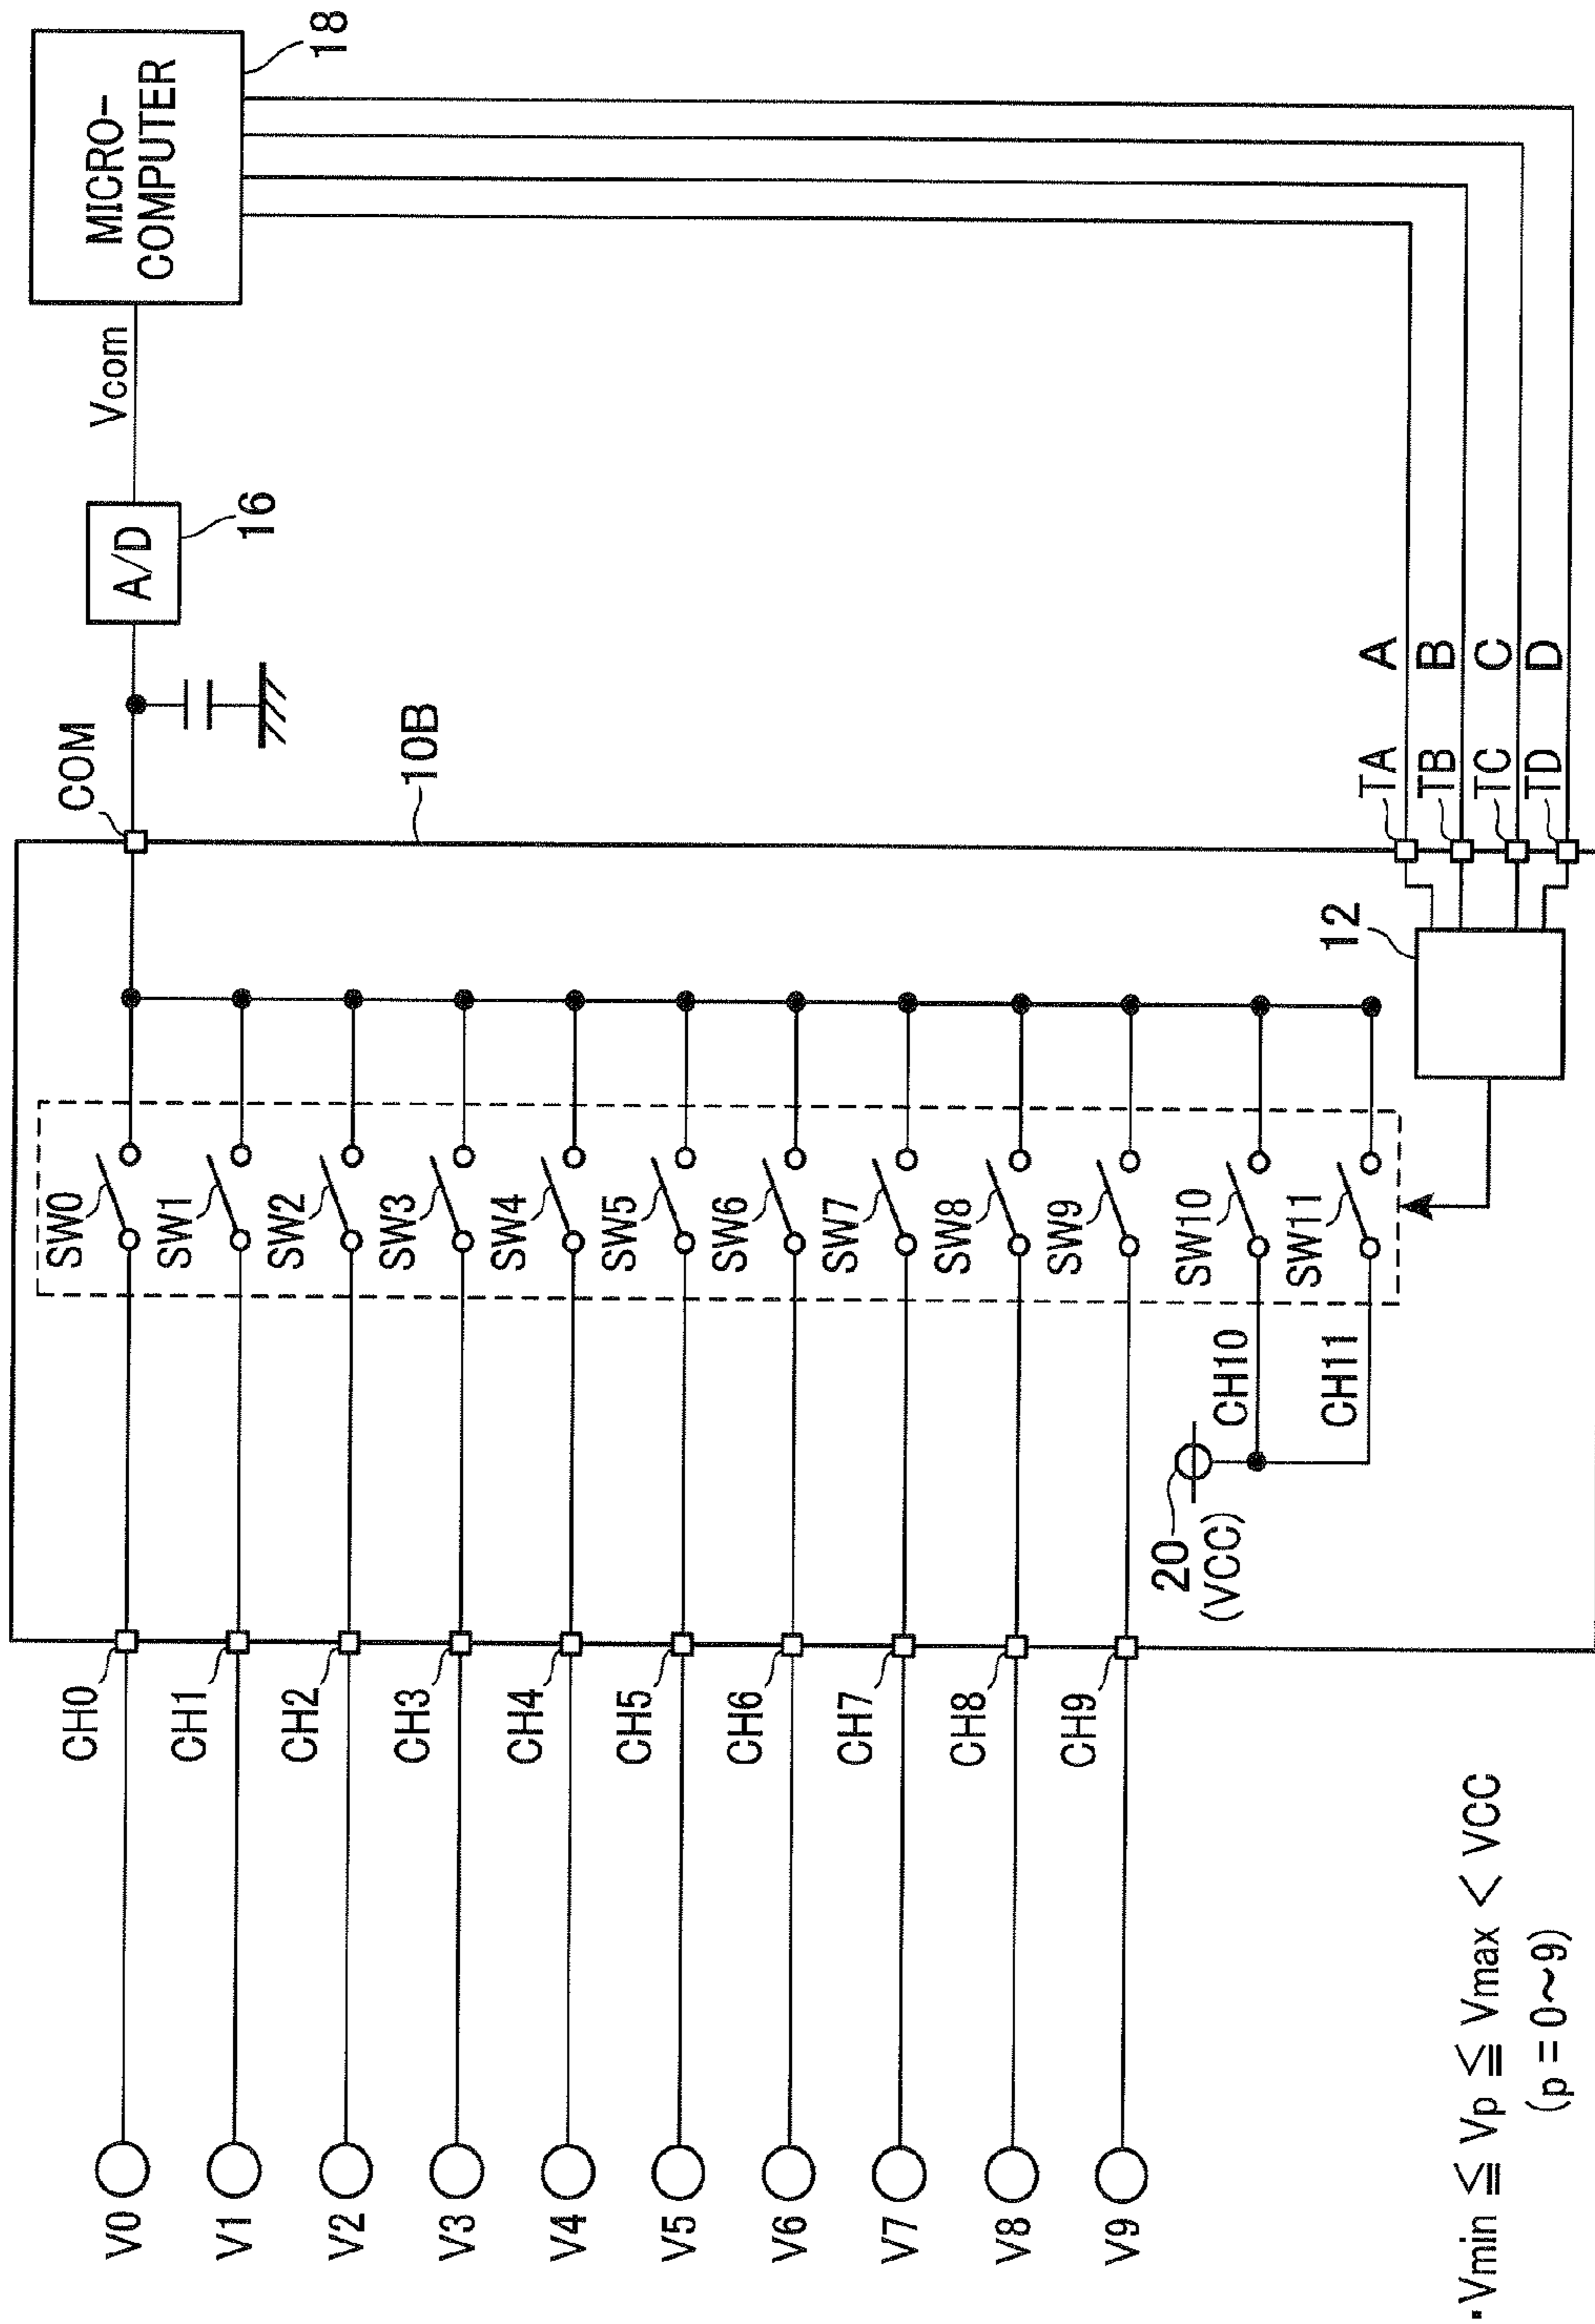 V0
V1
V2
V3
V4
V5
V6
V7
V8
V9
CH0
CH1
CH2
CH3
CH4
CH5
CH6
CH7
CH8
CH9
20
(VCC)
CH10
CH11
SW0
SW1
SW2
SW3
SW4
SW5
SW6
SW7
SW8
SW9
SW10
SW11
12
COM
10B
TA
TB
TC
TD
A
B
C
D
A/D
16
Vcom
MICRO-
COMPUTER
18
・Vmin ≦ Vp ≦ Vmax < VCC
(p = 0~9)